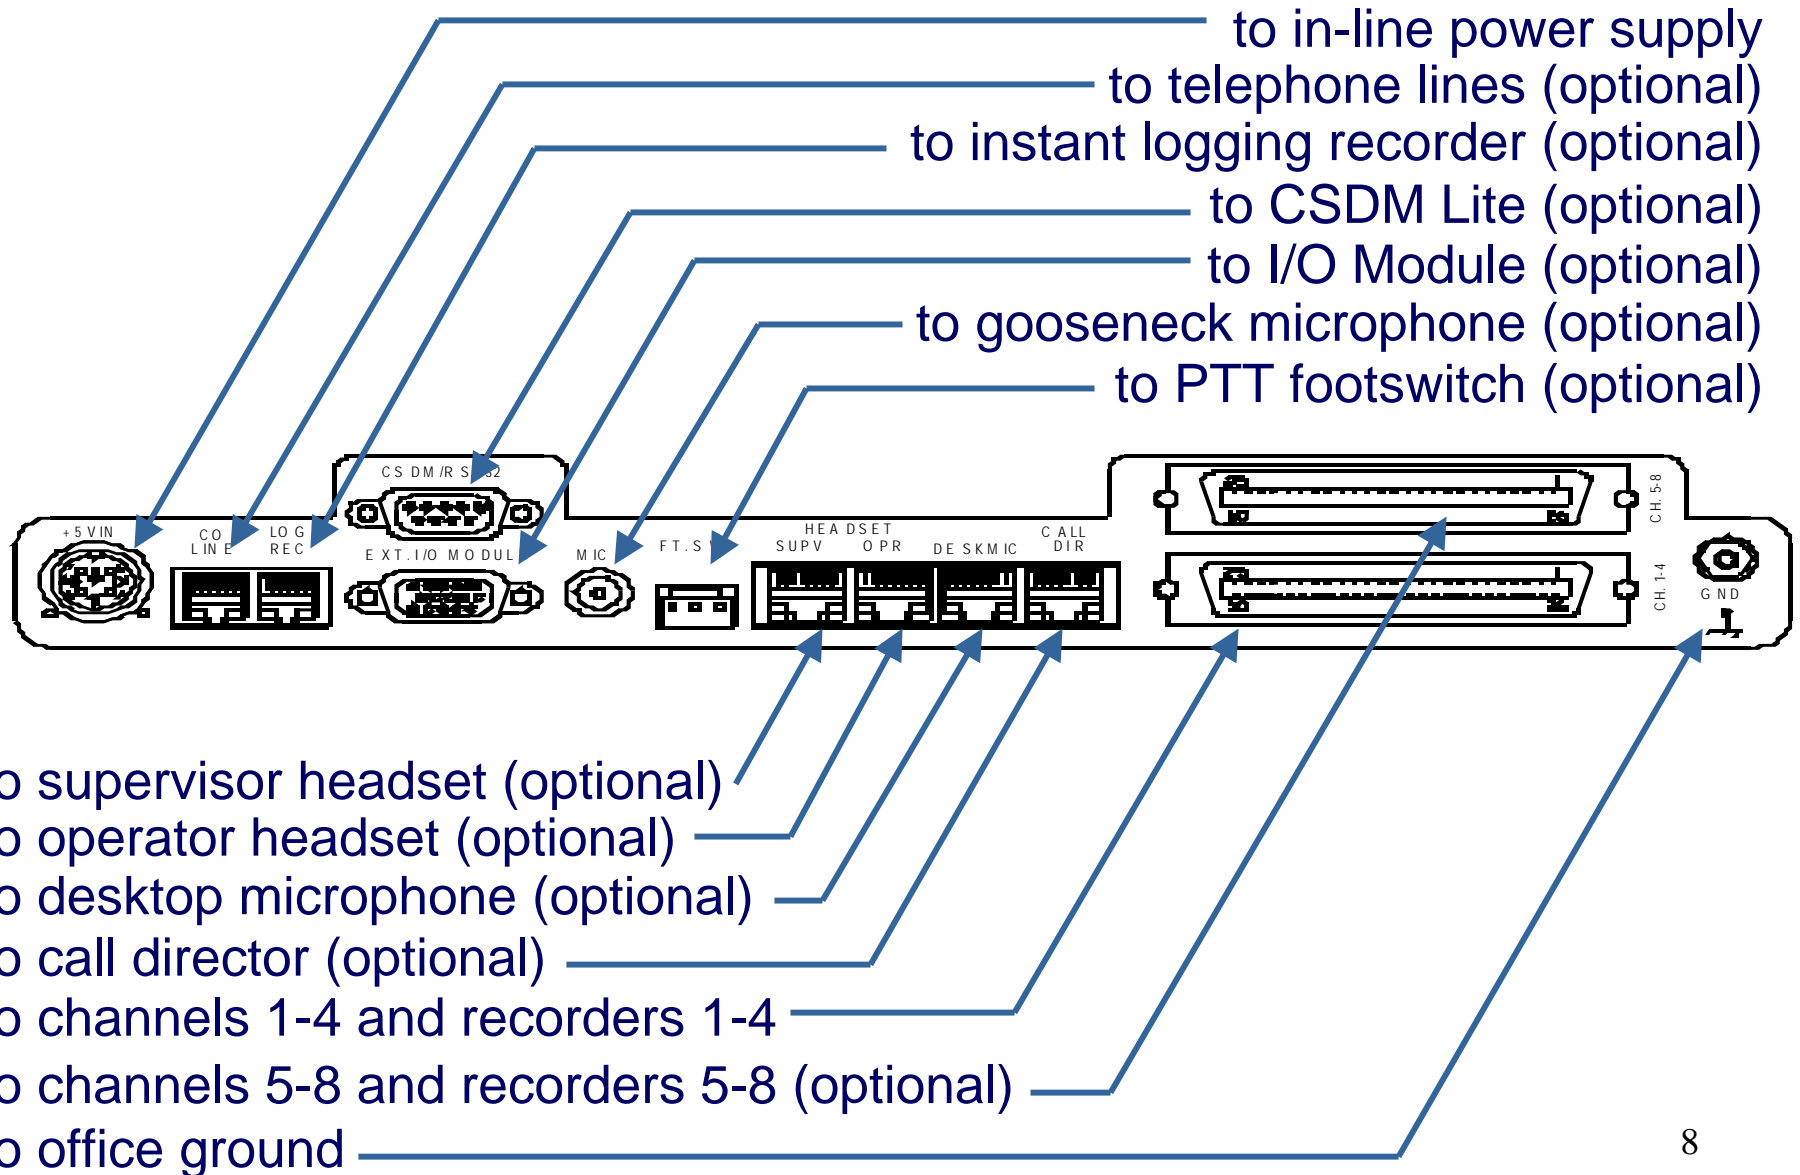 to in-line power supply
to telephone lines (optional)
to instant logging recorder (optional)
to CSDM Lite (optional)
to I/O Module (optional)
to gooseneck microphone (optional)
to PTT footswitch (optional)
CSDM/RS
+5VIN
CO
LINE
LOG
REC
EXT. I/O MODUL
MIC
FT.S
HEADSET
SUPV OPR
DESKMIC
CALL
DIR
CH. 5-8
CH. 1-4
GND
o supervisor headset (optional)
o operator headset (optional)
o desktop microphone (optional)
o call director (optional)
o channels 1-4 and recorders 1-4
o channels 5-8 and recorders 5-8 (optional)
o office ground
8